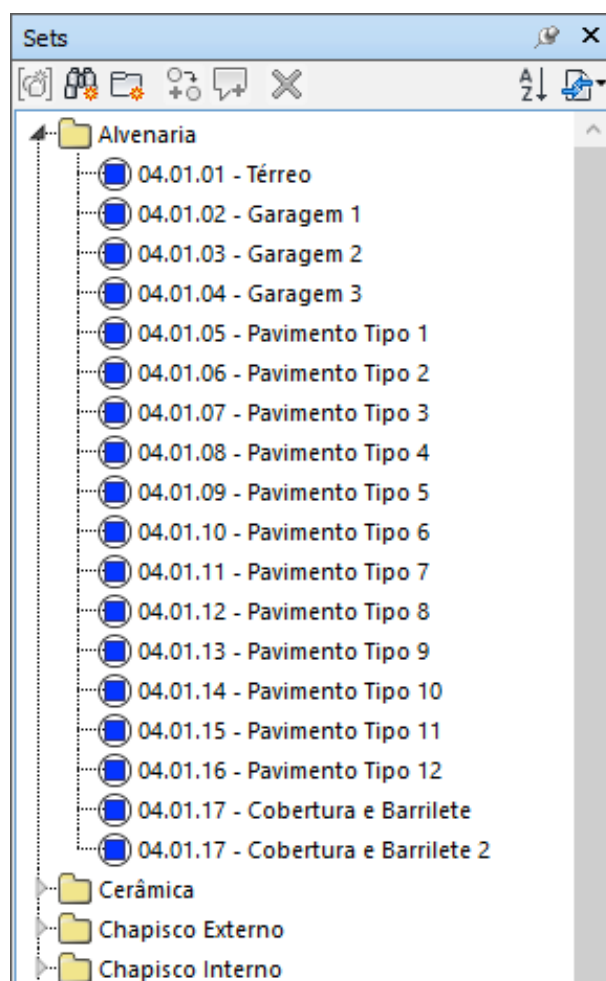 Sets
A
Z
Alvenaria
04.01.01 - Térreo
04.01.02 - Garagem 1
04.01.03 - Garagem 2
04.01.04 - Garagem 3
04.01.05 - Pavimento Tipo 1
04.01.06 - Pavimento Tipo 2
04.01.07 - Pavimento Tipo 3
04.01.08 - Pavimento Tipo 4
04.01.09 - Pavimento Tipo 5
04.01.10 - Pavimento Tipo 6
04.01.11 - Pavimento Tipo 7
04.01.12 - Pavimento Tipo 8
04.01.13 - Pavimento Tipo 9
04.01.14 - Pavimento Tipo 10
04.01.15 - Pavimento Tipo 11
04.01.16 - Pavimento Tipo 12
04.01.17 - Cobertura e Barrilete
04.01.17 - Cobertura e Barrilete 2
Cerâmica
Chapisco Externo
Chapisco Interno